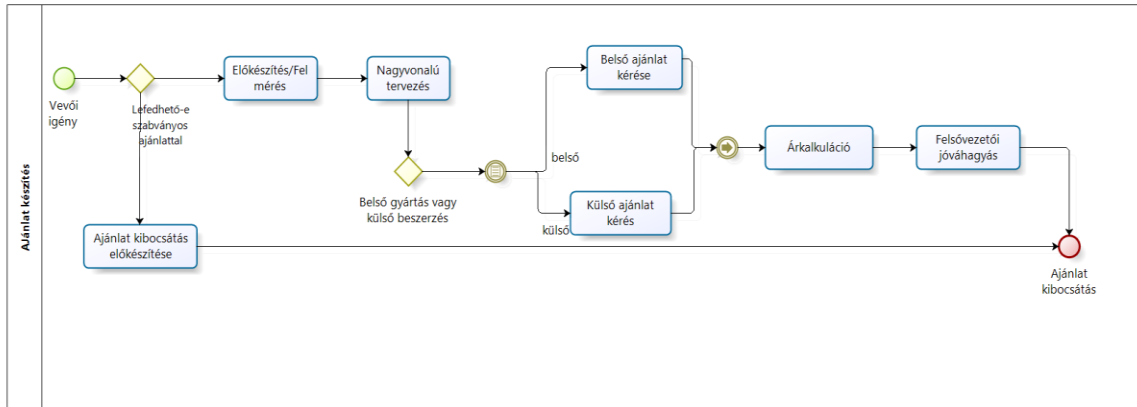 AJánlat készítés
Vevői
igény
Lefedhető-e
szabványos
ajánlattal
Előkészítés/Fel
mérés
Nagyvonalú
tervezés
Belső gyártás vagy
külső beszerzés
Belső ajánlat
kérése
belső
Külső ajánlat
kérés
külső
Árkalkuláció
Felsővezetői
jóváhagyás
Ajánlat kibocsátás
előkészítése
Ajánlat
kibocsátás